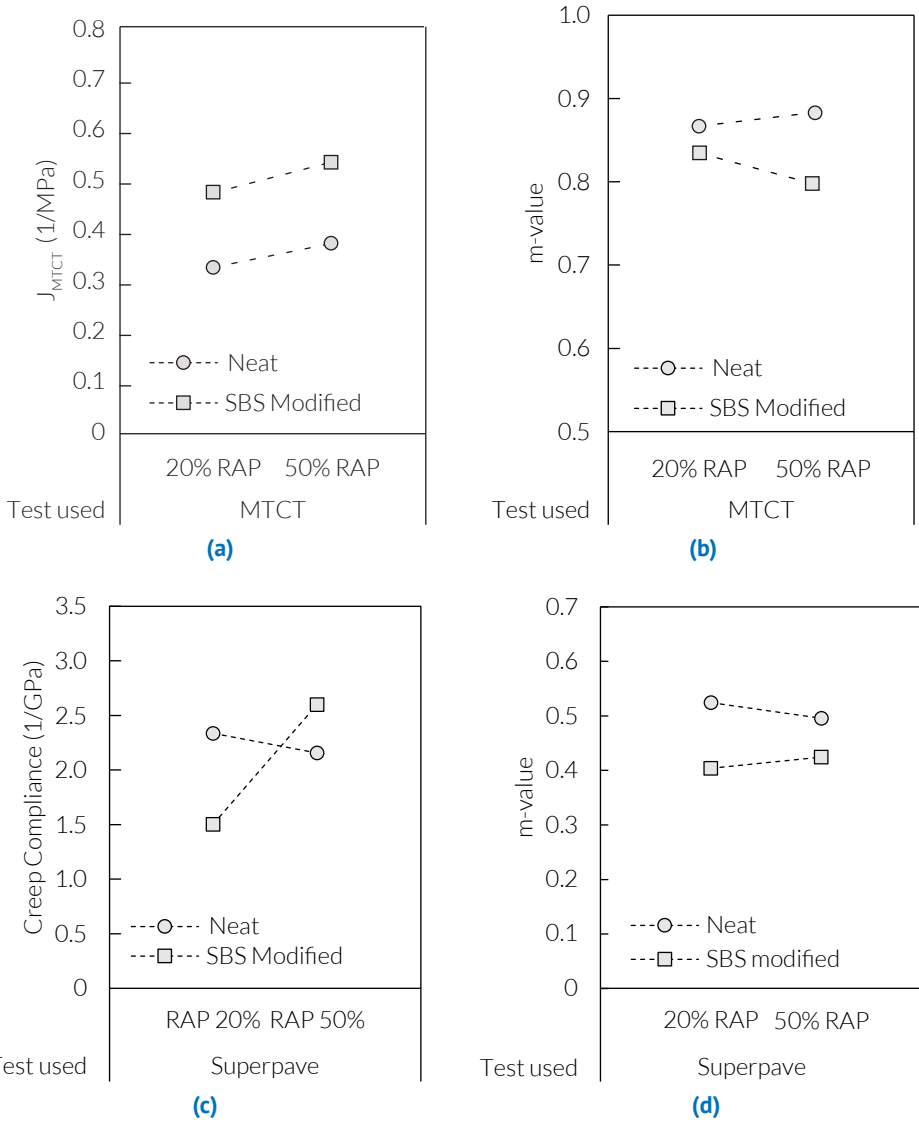 0.8
0.7
0.6
0.5
0.4
0.3
0.2
0.1
0
J_MTCT (1/MPa)
Neat
SBS Modified
20% RAP 50% RAP
Test used MTCT
(a)
1.0
0.9
0.8
0.7
0.6
0.5
m-value
Neat
SBS Modified
20% RAP 50% RAP
Test used MTCT
(b)
3.5
3.0
2.5
2.0
1.5
1.0
0.5
0
Creep Compliance (1/GPa)
Neat
SBS Modified
RAP 20% RAP 50%
Test used Superpave
(c)
0.7
0.6
0.5
0.4
0.3
0.2
0.1
0
m-value
Neat
SBS modified
20% RAP 50% RAP
Test used Superpave
(d)